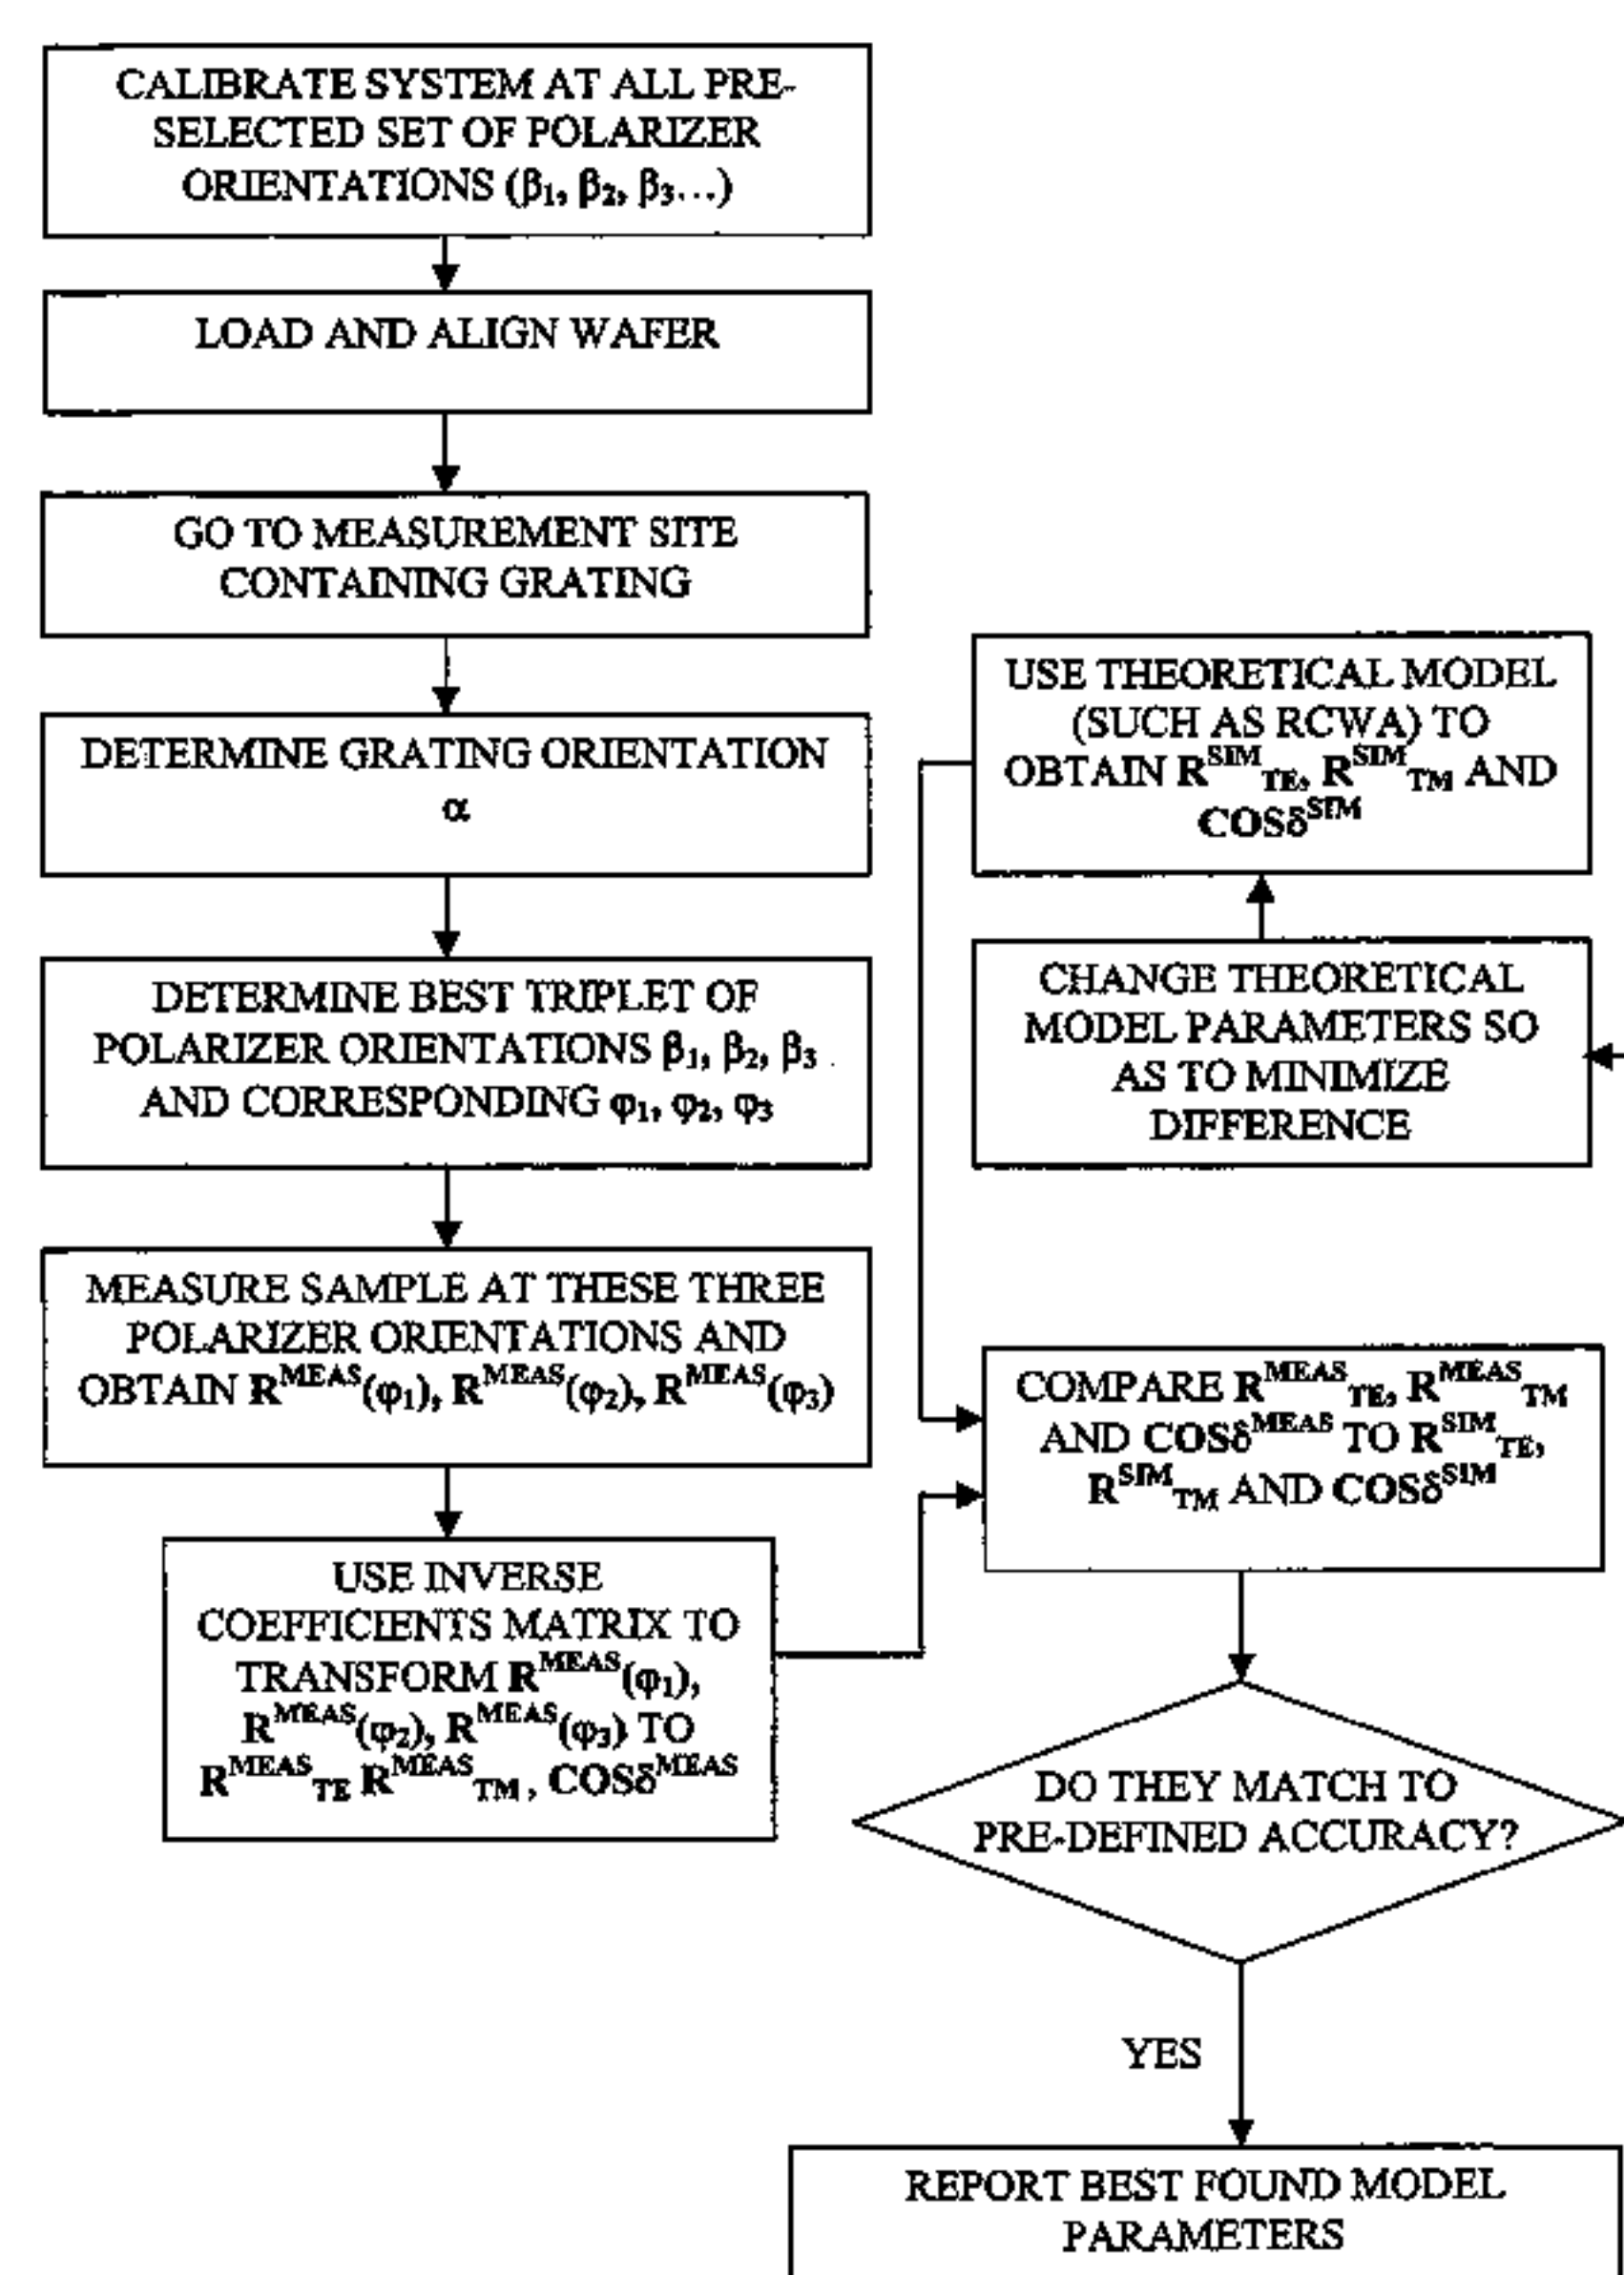 CALIBRATE SYSTEM AT ALL PRE-
SELECTED SET OF POLARIZER
ORIENTATIONS (β₁, β₂, β₃...)
LOAD AND ALIGN WAFER
GO TO MEASUREMENT SITE
CONTAINING GRATING
DETERMINE GRATING ORIENTATION
α
DETERMINE BEST TRIPLET OF
POLARIZER ORIENTATIONS β₁, β₂, β₃
AND CORRESPONDING φ₁, φ₂, φ₃
MEASURE SAMPLE AT THESE THREE
POLARIZER ORIENTATIONS AND
OBTAIN R^MEAS(φ₁), R^MEAS(φ₂), R^MEAS(φ₃)
USE INVERSE
COEFFICIENTS MATRIX TO
TRANSFORM R^MEAS(φ₁),
R^MEAS(φ₂), R^MEAS(φ₃) TO
R^MEAS_TE R^MEAS_TM, COSδ^MEAS
USE THEORETICAL MODEL
(SUCH AS RCWA) TO
OBTAIN R^SIM_TE, R^SIM_TM AND
COSδ^SIM
CHANGE THEORETICAL
MODEL PARAMETERS SO
AS TO MINIMIZE
DIFFERENCE
COMPARE R^MEAS_TE, R^MEAS_TM
AND COSδ^MEAS TO R^SIM_TE,
R^SIM_TM AND COSδ^SIM
DO THEY MATCH TO
PRE-DEFINED ACCURACY?
YES
REPORT BEST FOUND MODEL
PARAMETERS